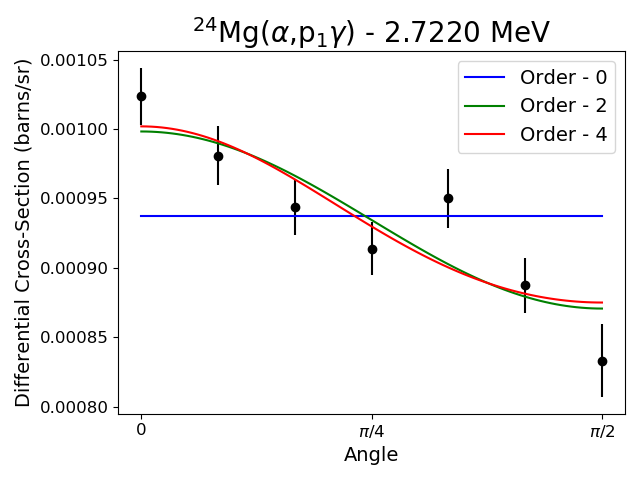 ²⁴Mg(α,p₁γ) - 2.7220 MeV
Differential Cross-Section (barns/sr)
0.00105
0.00100
0.00095
0.00090
0.00085
0.00080
Order - 0
Order - 2
Order - 4
0
π/4
π/2
Angle